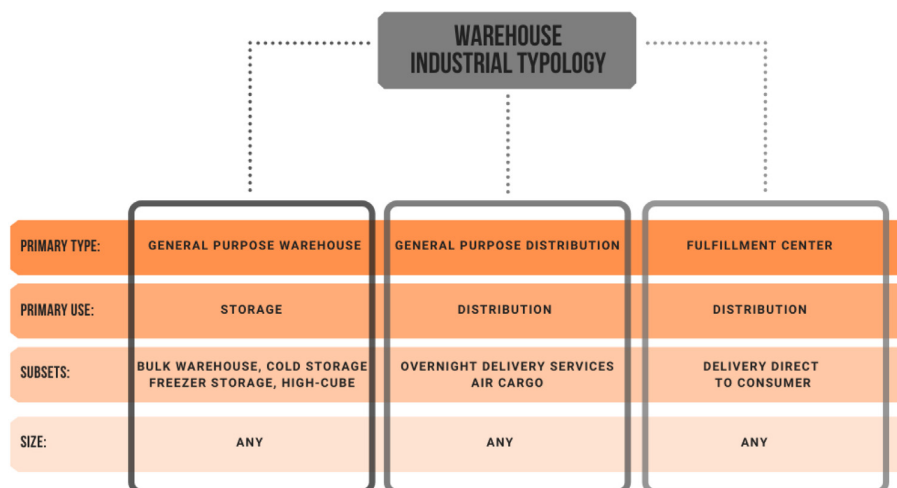 WAREHOUSE
INDUSTRIAL TYPOLOGY
PRIMARY TYPE: GENERAL PURPOSE WAREHOUSE GENERAL PURPOSE DISTRIBUTION FULFILLMENT CENTER
PRIMARY USE: STORAGE DISTRIBUTION DISTRIBUTION
SUBSETS: BULK WAREHOUSE, COLD STORAGE OVERNIGHT DELIVERY SERVICES DELIVERY DIRECT
FREEZER STORAGE, HIGH-CUBE AIR CARGO TO CONSUMER
SIZE: ANY ANY ANY